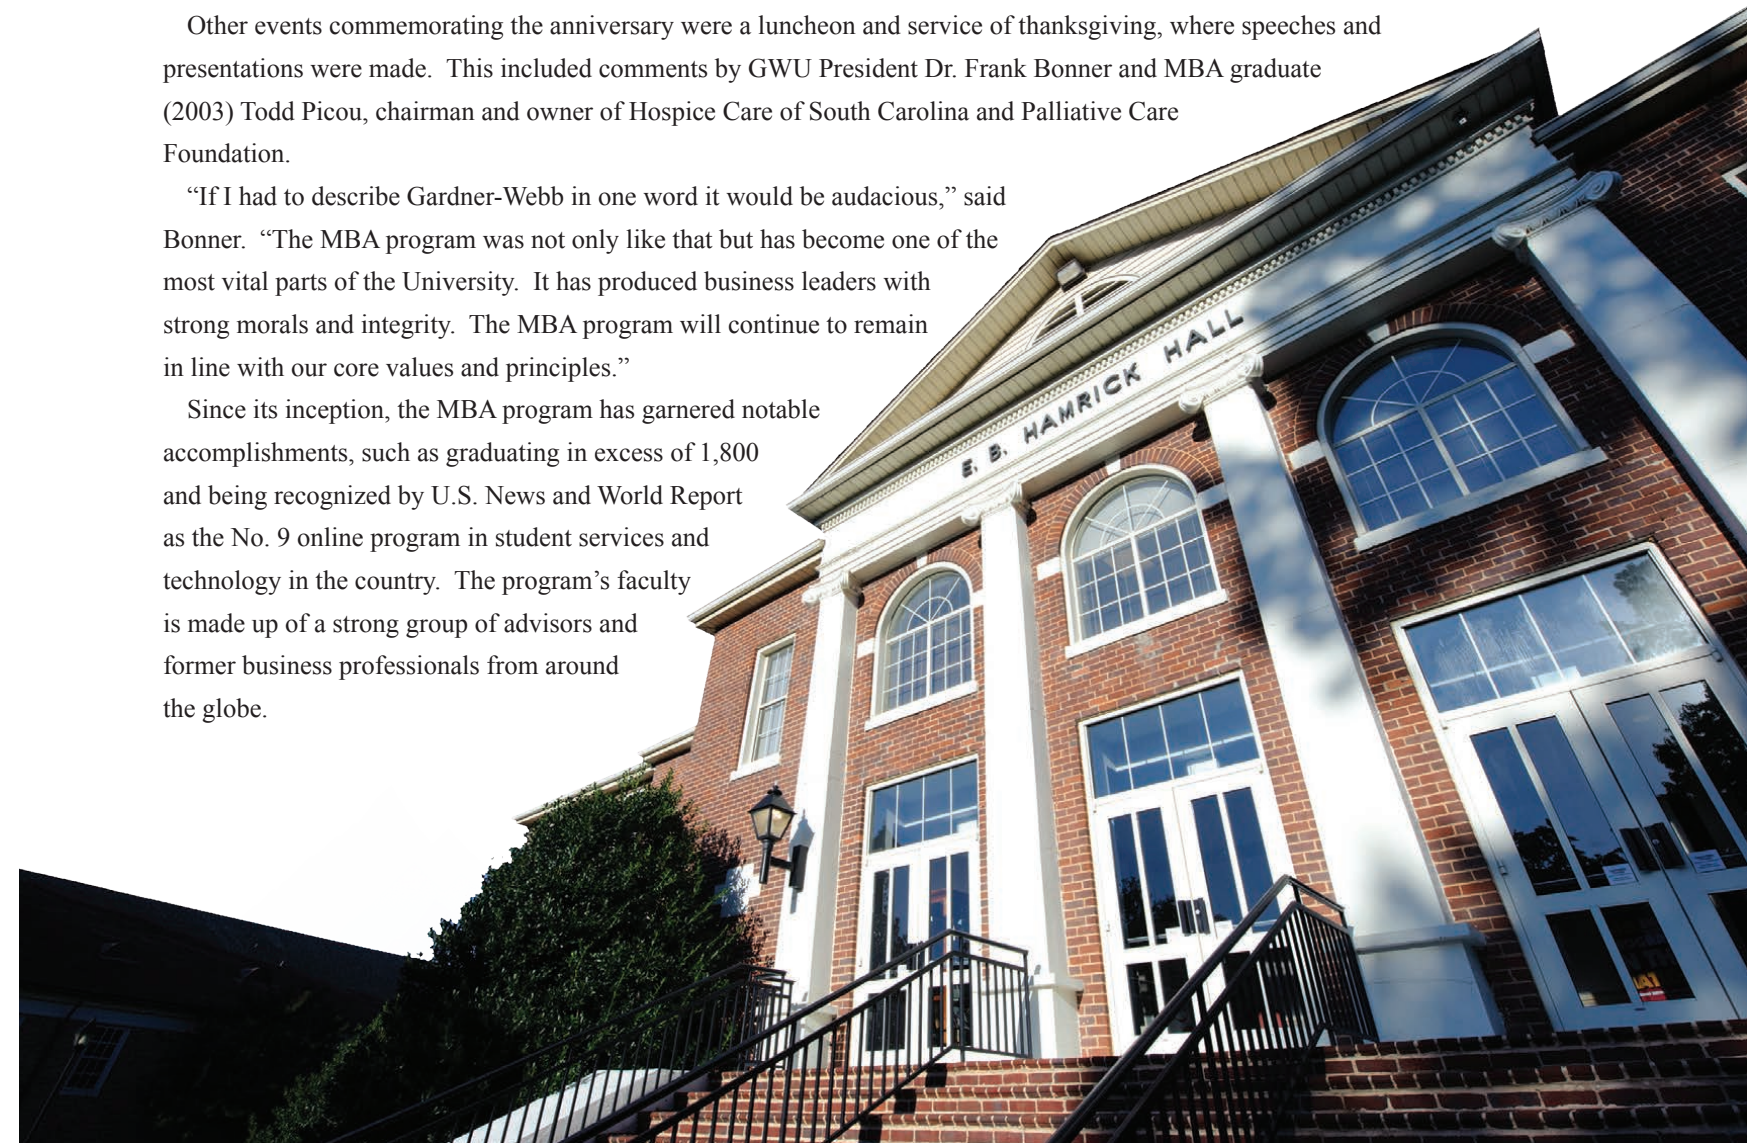 Other events commemorating the anniversary were a luncheon and service of thanksgiving, where speeches and
presentations were made.  This included comments by GWU President Dr. Frank Bonner and MBA graduate
(2003) Todd Picou, chairman and owner of Hospice Care of South Carolina and Palliative Care
Foundation.
“If I had to describe Gardner-Webb in one word it would be audacious,” said
Bonner.  “The MBA program was not only like that but has become one of the
most vital parts of the University.  It has produced business leaders with
strong morals and integrity.  The MBA program will continue to remain
in line with our core values and principles.”
Since its inception, the MBA program has garnered notable
accomplishments, such as graduating in excess of 1,800
and being recognized by U.S. News and World Report
as the No. 9 online program in student services and
technology in the country.  The program’s faculty
is made up of a strong group of advisors and
former business professionals from around
the globe.
E. B. HAMRICK HALL